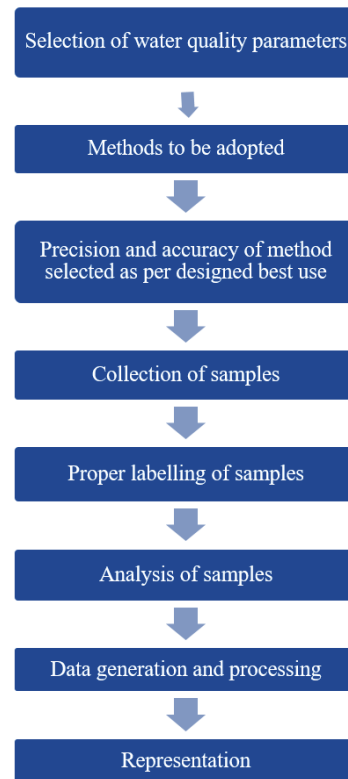 Selection of water quality parameters
Methods to be adopted
Precision and accuracy of method
selected as per designed best use
Collection of samples
Proper labelling of samples
Analysis of samples
Data generation and processing
Representation